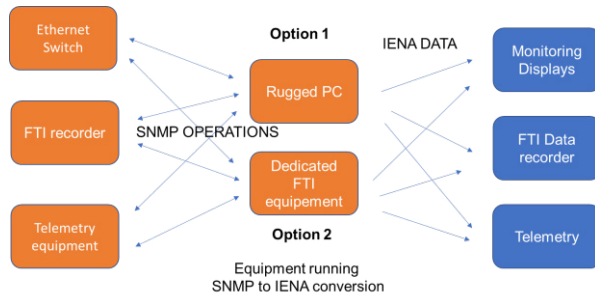 Ethernet
Switch
Option 1
IENA DATA
Monitoring
Displays
Rugged PC
FTI recorder
SNMP OPERATIONS
FTI Data
recorder
Dedicated
FTI
equipement
Telemetry
equipment
Telemetry
Option 2
Equipment running
SNMP to IENA conversion